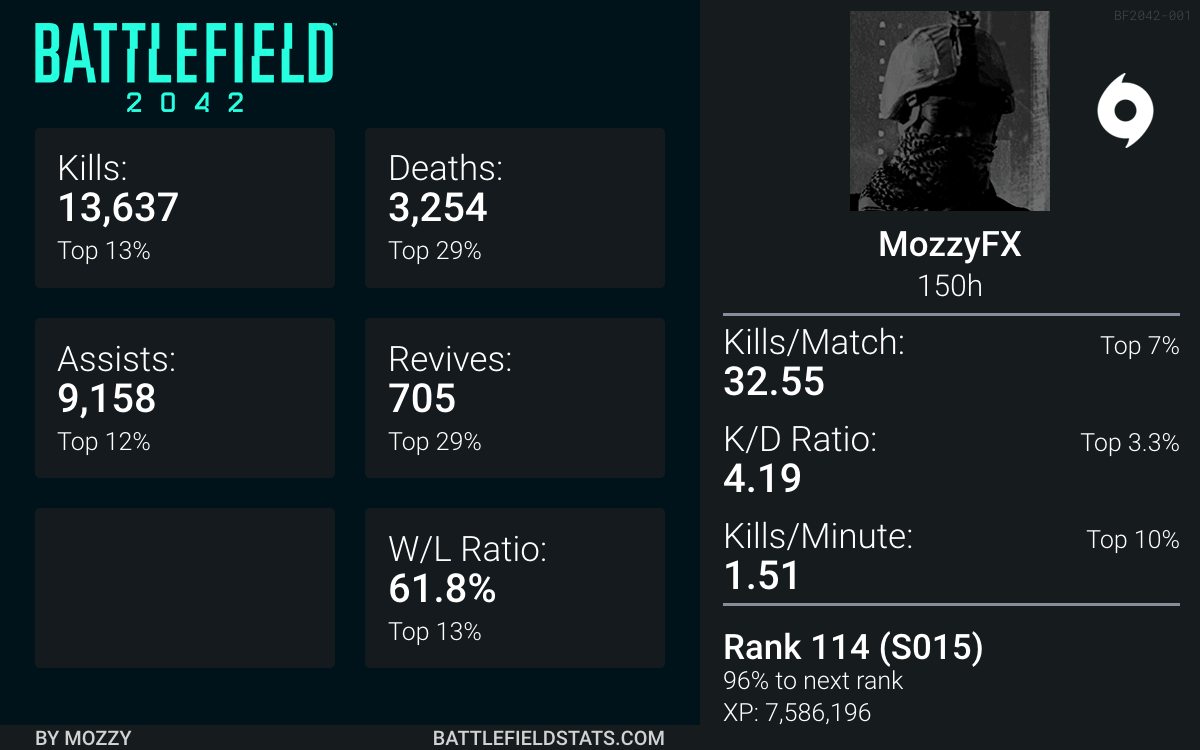 BATTLEFIELD™
2042
Kills:
13,637
Top 13%
Deaths:
3,254
Top 29%
Assists:
9,158
Top 12%
Revives:
705
Top 29%
W/L Ratio:
61.8%
Top 13%
BY MOZZY
BATTLEFIELDSTATS.COM
BF2042-001
MozzyFX
150h
Kills/Match:
Top 7%
32.55
K/D Ratio:
Top 3.3%
4.19
Kills/Minute:
Top 10%
1.51
Rank 114 (S015)
96% to next rank
XP: 7,586,196